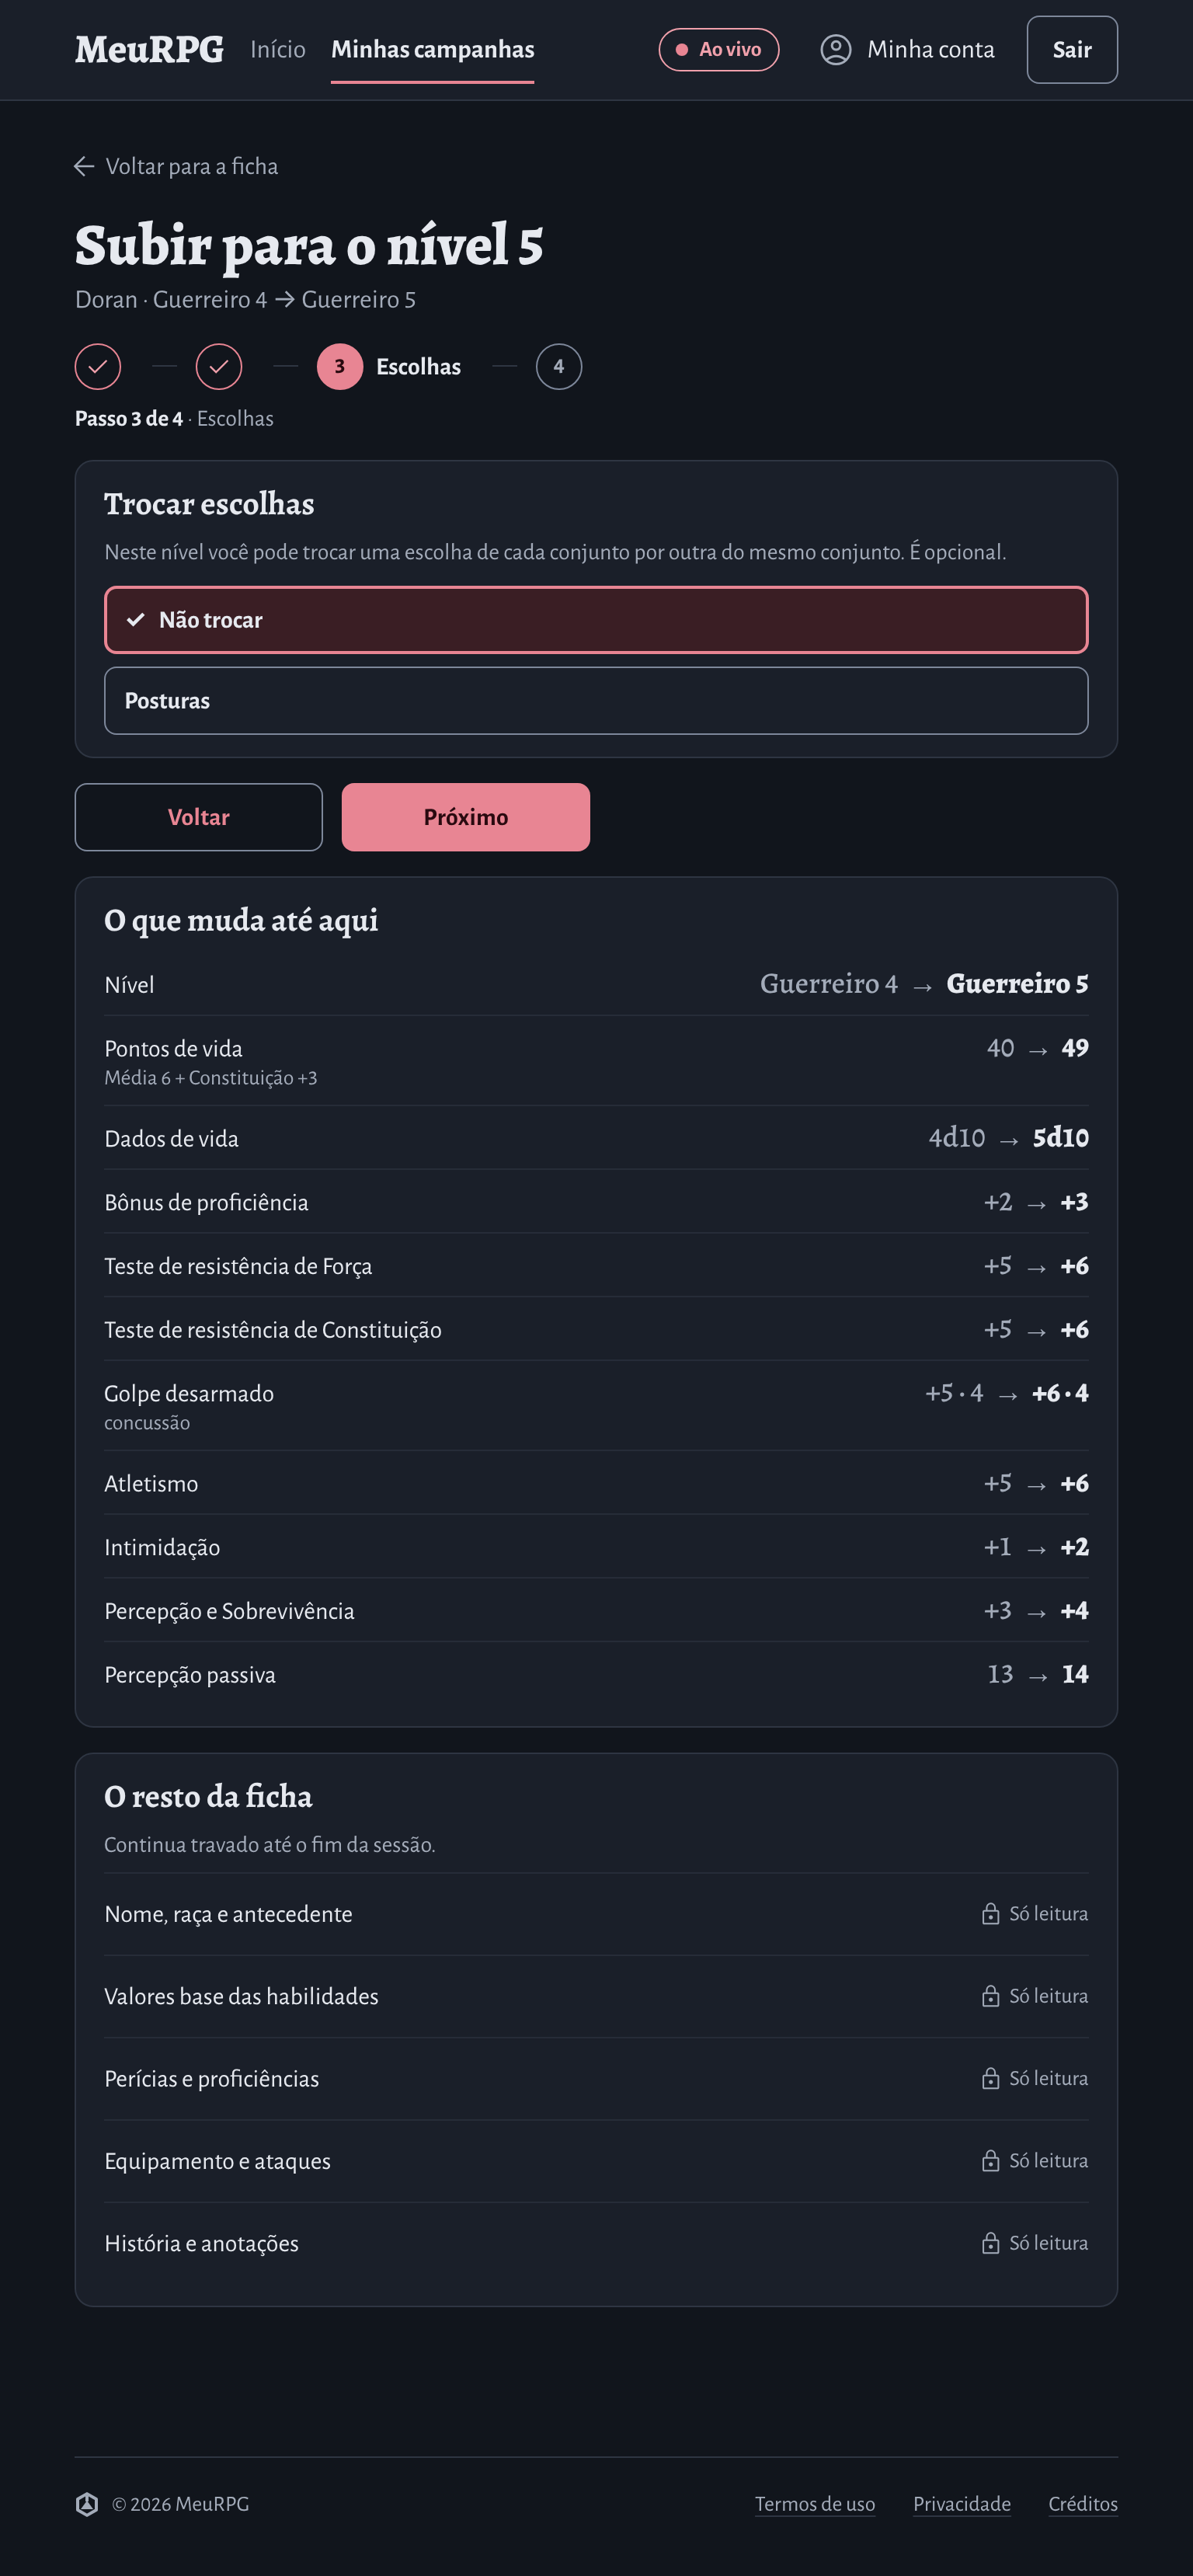 MeuRPG Início Minhas campanhas Ao vivo Minha conta Sair
← Voltar para a ficha
Subir para o nível 5
Doran · Guerreiro 4 → Guerreiro 5
3 Escolhas 4
Passo 3 de 4 · Escolhas
Trocar escolhas
Neste nível você pode trocar uma escolha de cada conjunto por outra do mesmo conjunto. É opcional.
Não trocar
Posturas
Voltar Próximo
O que muda até aqui
Nível Guerreiro 4 → Guerreiro 5
Pontos de vida 40 → 49
Média 6 + Constituição +3
Dados de vida 4d10 → 5d10
Bônus de proficiência +2 → +3
Teste de resistência de Força +5 → +6
Teste de resistência de Constituição +5 → +6
Golpe desarmado +5 · 4 → +6 · 4
concussão
Atletismo +5 → +6
Intimidação +1 → +2
Percepção e Sobrevivência +3 → +4
Percepção passiva 13 → 14
O resto da ficha
Continua travado até o fim da sessão.
Nome, raça e antecedente Só leitura
Valores base das habilidades Só leitura
Perícias e proficiências Só leitura
Equipamento e ataques Só leitura
História e anotações Só leitura
© 2026 MeuRPG Termos de uso Privacidade Créditos